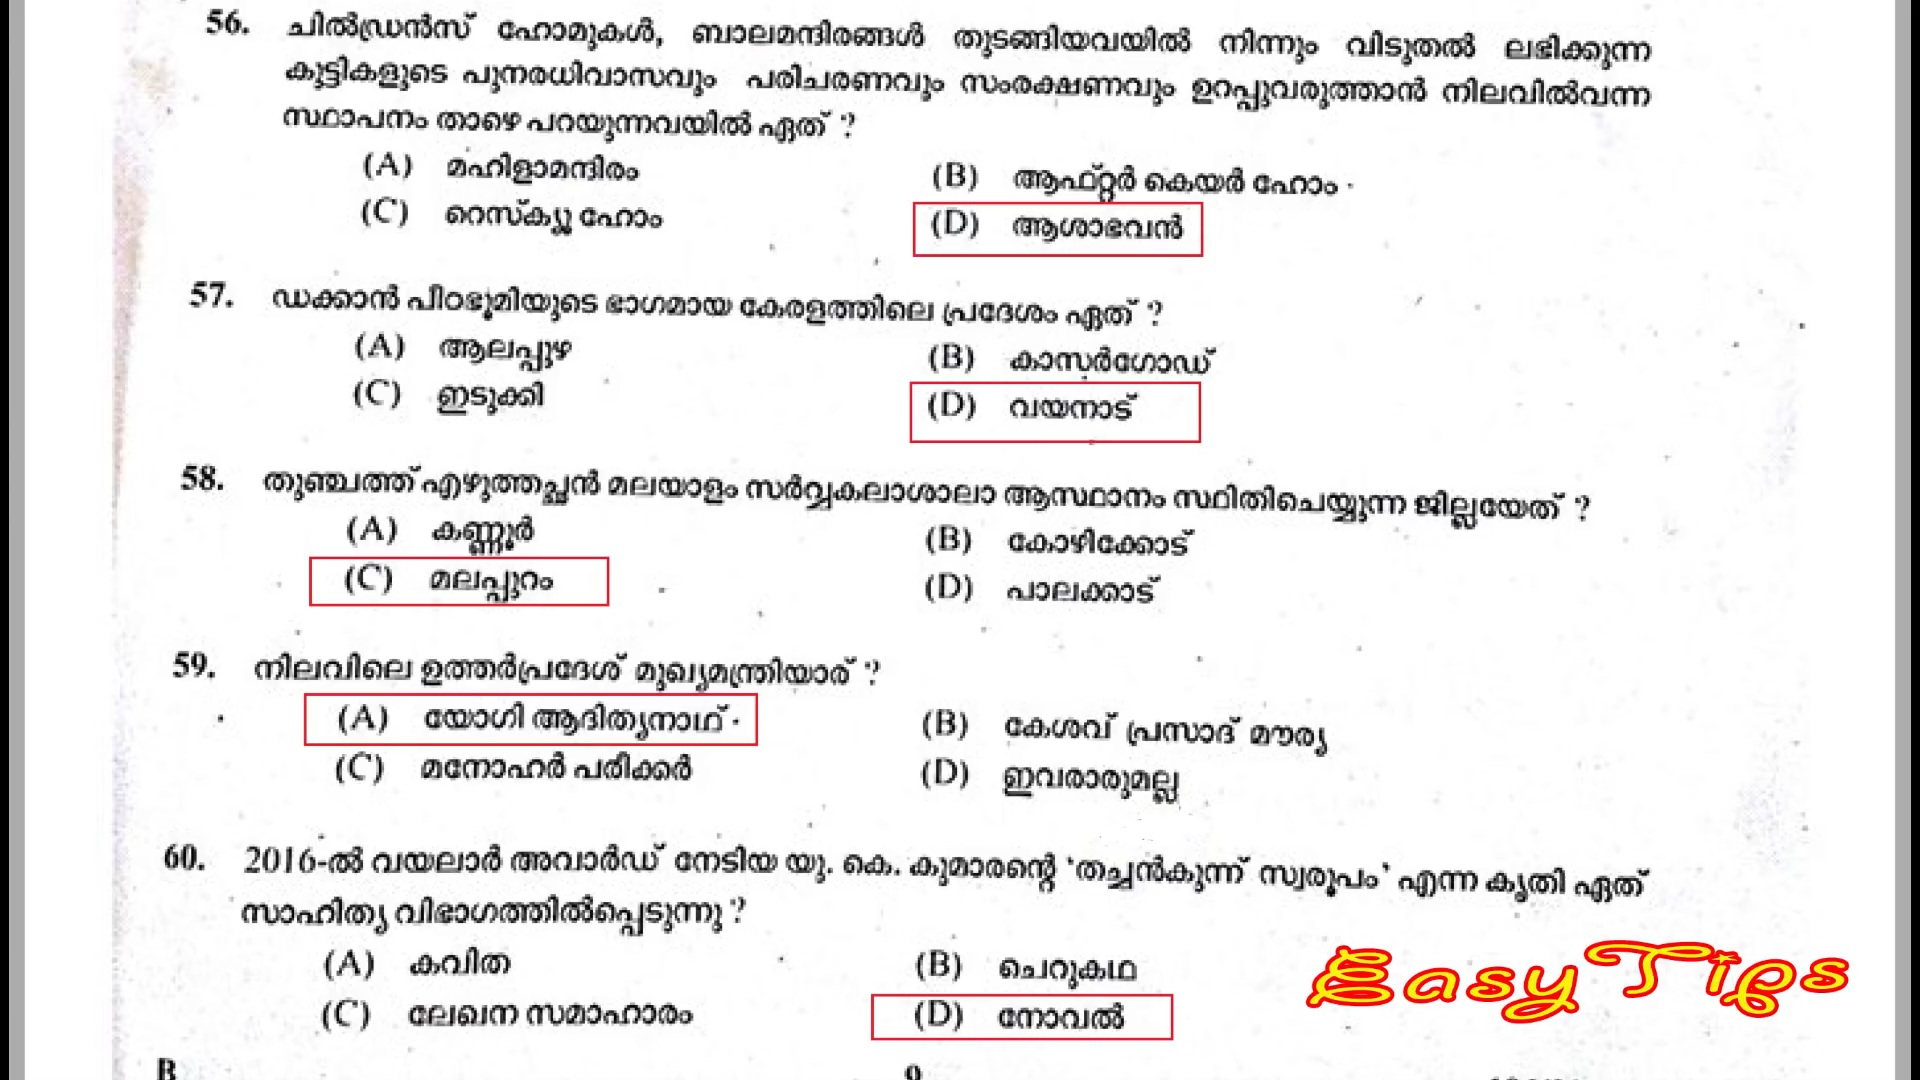 56. ചിൽഡ്രൻസ് ഹോമുകൾ, ബാലമന്ദിരങ്ങൾ തുടങ്ങിയവയിൽ നിന്നും വിടുതൽ ലഭിക്കുന്ന
കുട്ടികളുടെ പുനരധിവാസവും പരിചരണവും സംരക്ഷണവും ഉറപ്പുവരുത്താൻ നിലവിൽവന്ന
സ്ഥാപനം താഴെ പറയുന്നവയിൽ ഏത് ?
(A) മഹിളാമന്ദിരം (B) ആഫ്റ്റർ കെയർ ഹോം
(C) റെസ്ക്യൂ ഹോം (D) ആശാഭവൻ
57. ഡക്കാൻ പീഠഭൂമിയുടെ ഭാഗമായ കേരളത്തിലെ പ്രദേശം ഏത് ?
(A) ആലപ്പുഴ (B) കാസർഗോഡ്
(C) ഇടുക്കി (D) വയനാട്
58. തുഞ്ചത്ത് എഴുത്തച്ഛൻ മലയാളം സർവ്വകലാശാലാ ആസ്ഥാനം സ്ഥിതിചെയ്യുന്ന ജില്ലയേത് ?
(A) കണ്ണൂർ (B) കോഴിക്കോട്
(C) മലപ്പുറം (D) പാലക്കാട്
59. നിലവിലെ ഉത്തർപ്രദേശ് മുഖ്യമന്ത്രിയാര് ?
(A) യോഗി ആദിത്യനാഥ് (B) കേശവ് പ്രസാദ് മൗര്യ
(C) മനോഹർ പരീക്കർ (D) ഇവരാരുമല്ല
60. 2016-ൽ വയലാർ അവാർഡ് നേടിയ യു. കെ. കുമാരന്റെ 'തച്ചൻകുന്ന് സ്വരൂപം' എന്ന കൃതി ഏത്
സാഹിത്യ വിഭാഗത്തിൽപ്പെടുന്നു ?
(A) കവിത (B) ചെറുകഥ
(C) ലേഖന സമാഹാരം (D) നോവൽ
Easy Tips
B 9